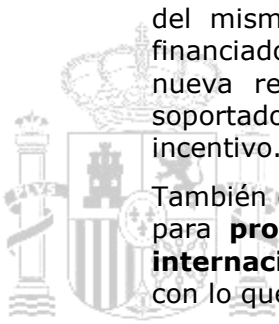 del mism
financiado
nueva re
soportado
incentivo.
También
para pro
internaci
con lo que